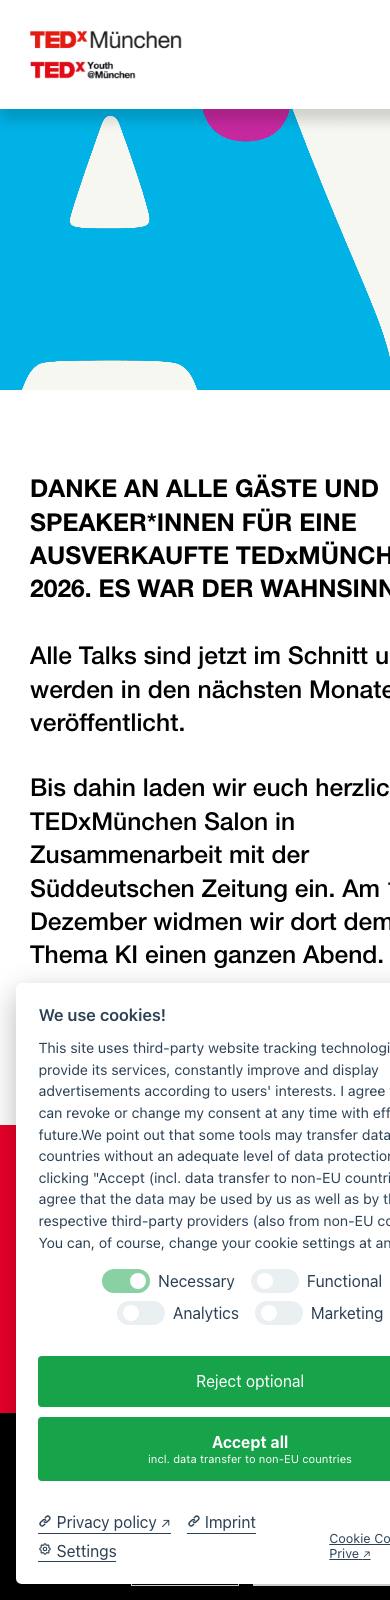 TEDxMünchen
TEDx Youth
@München
DANKE AN ALLE GÄSTE UND
SPEAKER*INNEN FÜR EINE
AUSVERKAUFTE TEDxMÜNCH
2026. ES WAR DER WAHNSINN
Alle Talks sind jetzt im Schnitt u
werden in den nächsten Monate
veröffentlicht.
Bis dahin laden wir euch herzlic
TEDxMünchen Salon in
Zusammenarbeit mit der
Süddeutschen Zeitung ein. Am
Dezember widmen wir dort dem
Thema KI einen ganzen Abend.
We use cookies!
This site uses third-party website tracking technologi
provide its services, constantly improve and display
advertisements according to users' interests. I agree
can revoke or change my consent at any time with eff
future.We point out that some tools may transfer data
countries without an adequate level of data protection
clicking "Accept (incl. data transfer to non-EU countri
agree that the data may be used by us as well as by th
respective third-party providers (also from non-EU co
You can, of course, change your cookie settings at an
Necessary Functional
Analytics Marketing
Reject optional
Accept all
incl. data transfer to non-EU countries
Privacy policy Imprint
Settings
Cookie Co
Prive